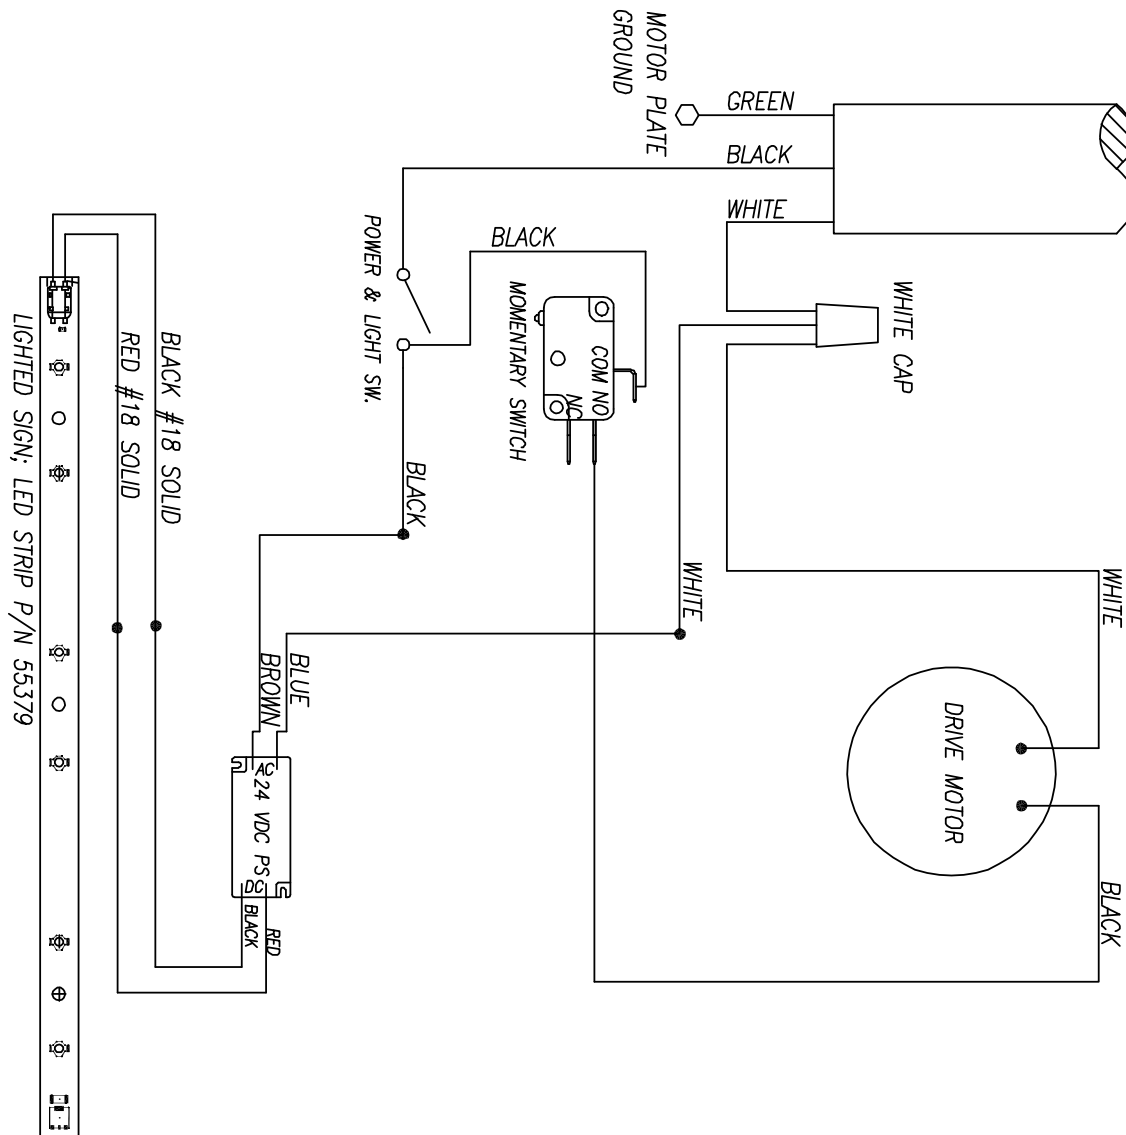 MOTOR PLATE
GROUND
GREEN
BLACK
WHITE
WHITE CAP
BLACK
POWER & LIGHT SW.
MOMENTARY SWITCH
COM NO
NC
BLACK
WHITE
WHITE
DRIVE MOTOR
BLACK
BLUE
BROWN
AC
24 VDC PS
DC
BLACK
RED
BLACK #18 SOLID
RED #18 SOLID
LIGHTED SIGN; LED STRIP P/N 55379